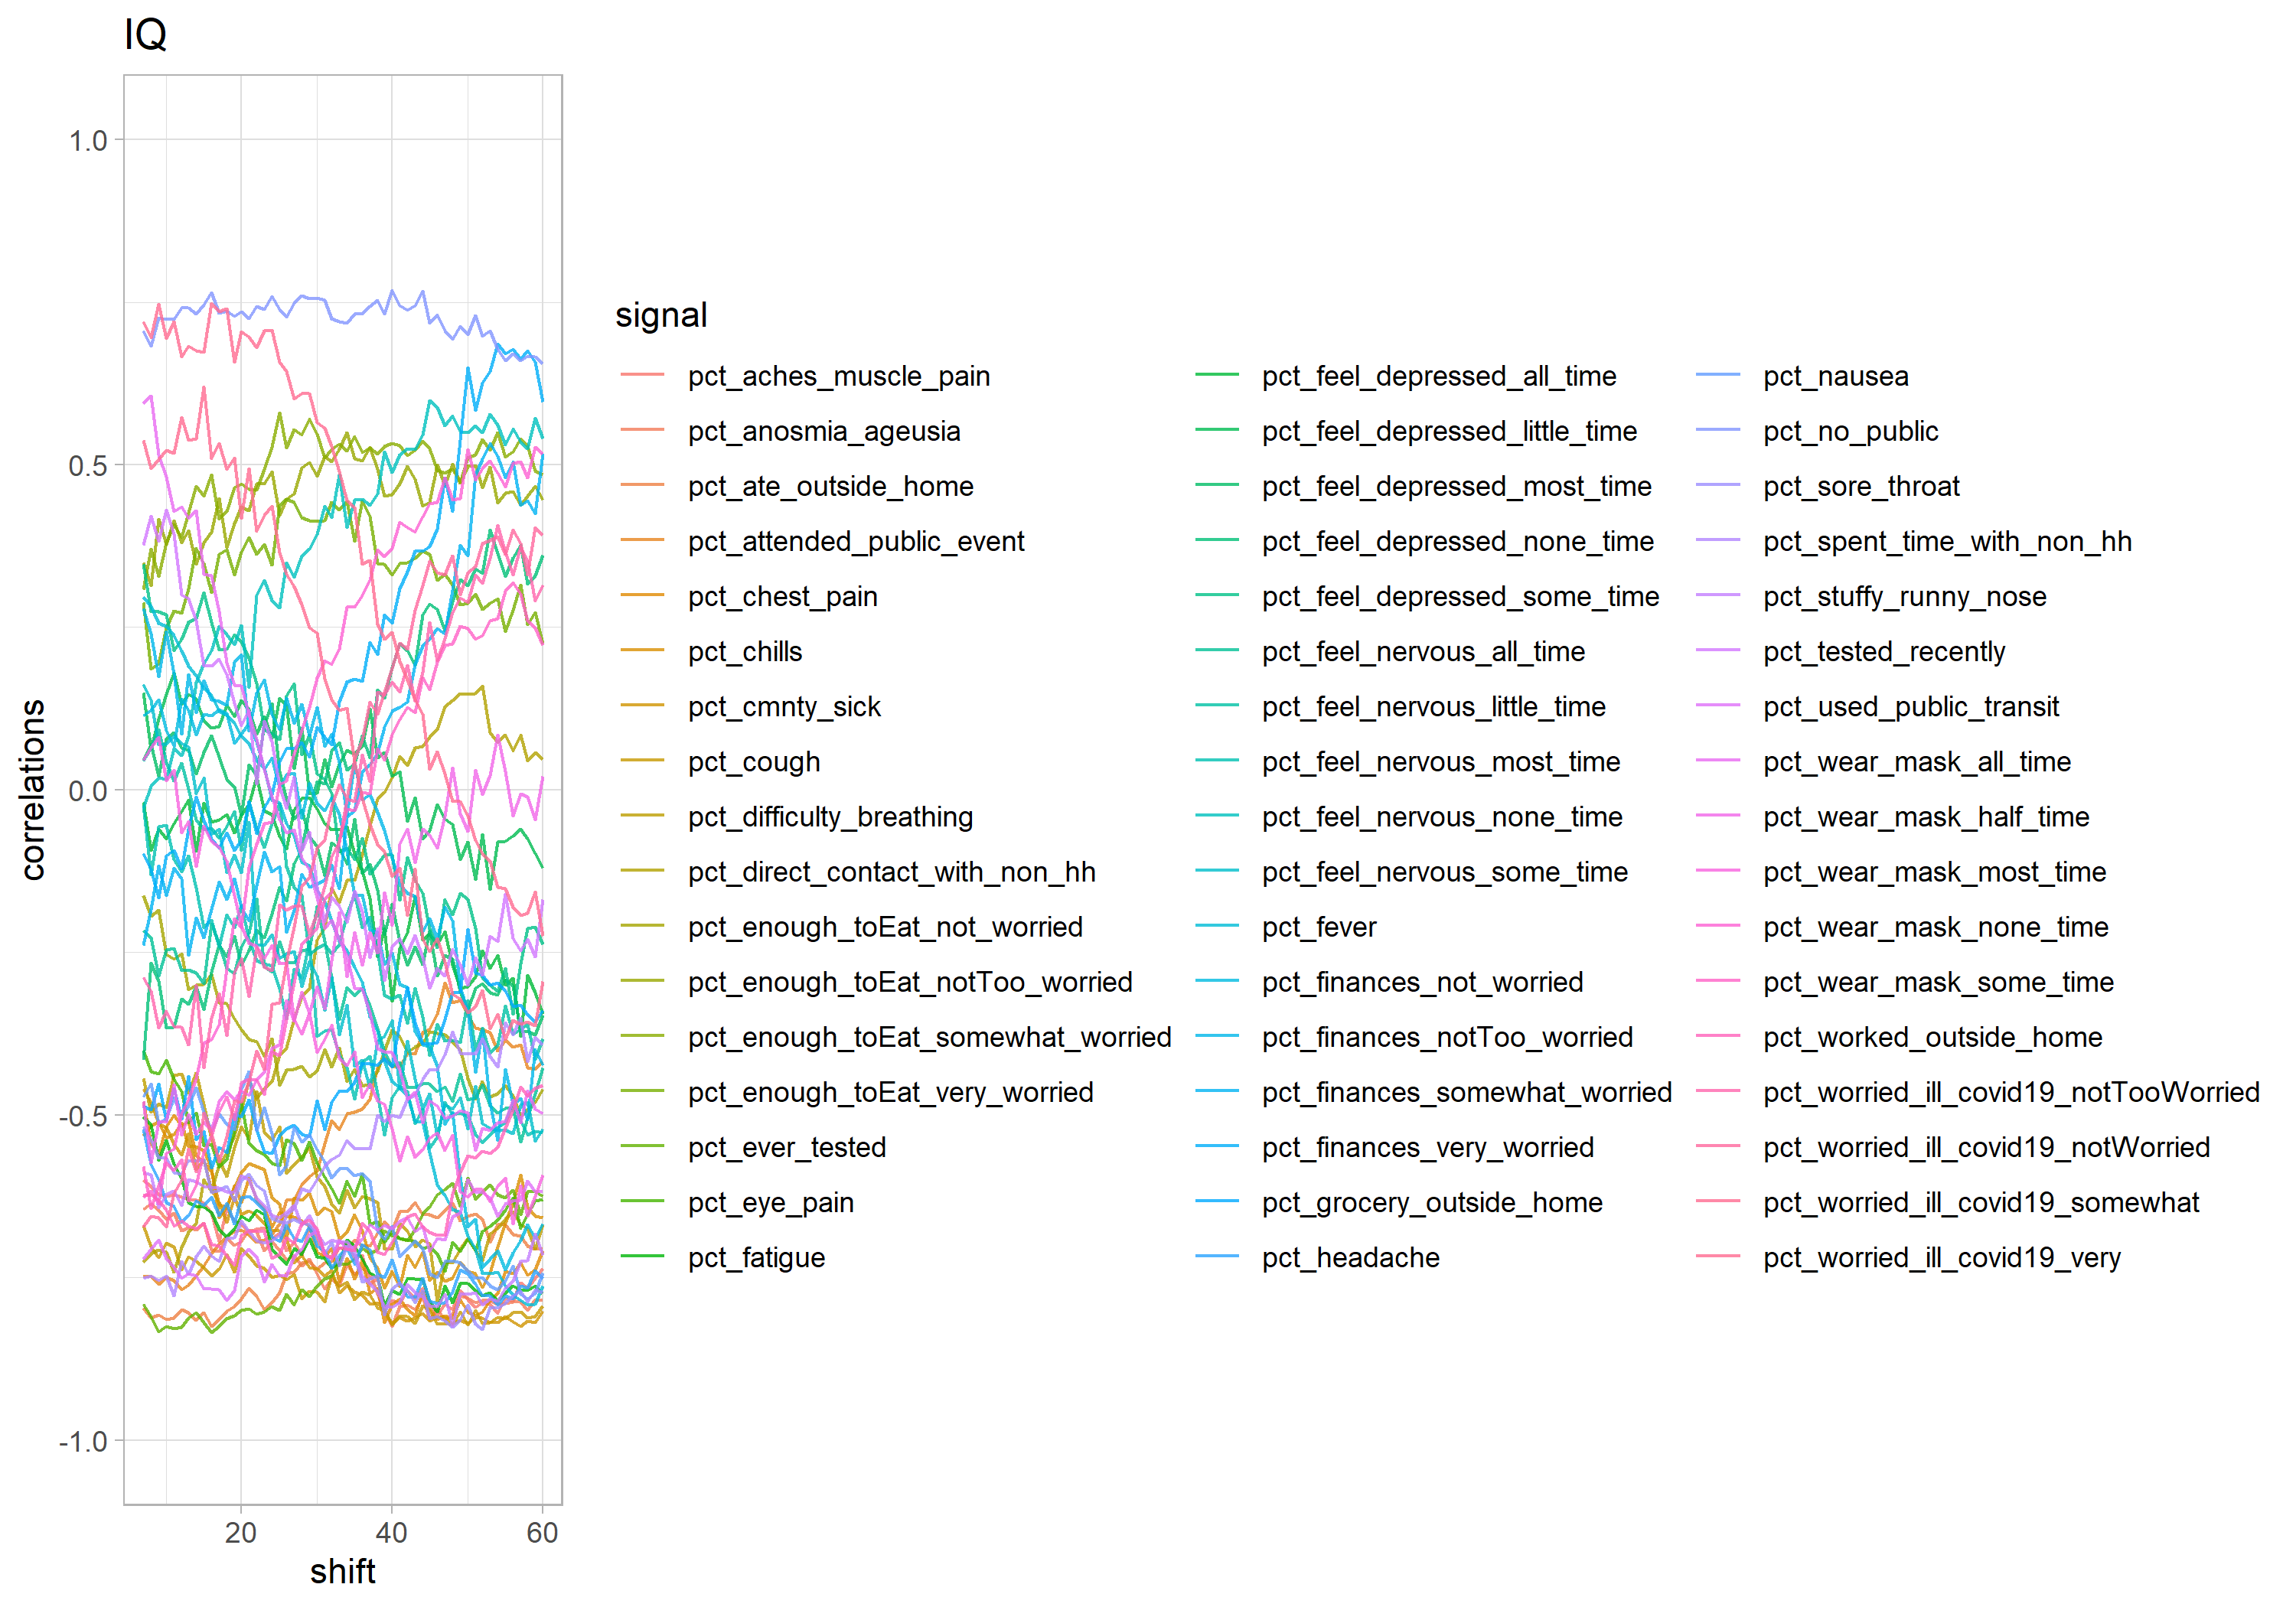 IQ
1.0
0.5
0.0
-0.5
-1.0
correlations
20 40 60
shift
signal
pct_aches_muscle_pain
pct_anosmia_ageusia
pct_ate_outside_home
pct_attended_public_event
pct_chest_pain
pct_chills
pct_cmnty_sick
pct_cough
pct_difficulty_breathing
pct_direct_contact_with_non_hh
pct_enough_toEat_not_worried
pct_enough_toEat_notToo_worried
pct_enough_toEat_somewhat_worried
pct_enough_toEat_very_worried
pct_ever_tested
pct_eye_pain
pct_fatigue
pct_feel_depressed_all_time
pct_feel_depressed_little_time
pct_feel_depressed_most_time
pct_feel_depressed_none_time
pct_feel_depressed_some_time
pct_feel_nervous_all_time
pct_feel_nervous_little_time
pct_feel_nervous_most_time
pct_feel_nervous_none_time
pct_feel_nervous_some_time
pct_fever
pct_finances_not_worried
pct_finances_notToo_worried
pct_finances_somewhat_worried
pct_finances_very_worried
pct_grocery_outside_home
pct_headache
pct_nausea
pct_no_public
pct_sore_throat
pct_spent_time_with_non_hh
pct_stuffy_runny_nose
pct_tested_recently
pct_used_public_transit
pct_wear_mask_all_time
pct_wear_mask_half_time
pct_wear_mask_most_time
pct_wear_mask_none_time
pct_wear_mask_some_time
pct_worked_outside_home
pct_worried_ill_covid19_notTooWorried
pct_worried_ill_covid19_notWorried
pct_worried_ill_covid19_somewhat
pct_worried_ill_covid19_very